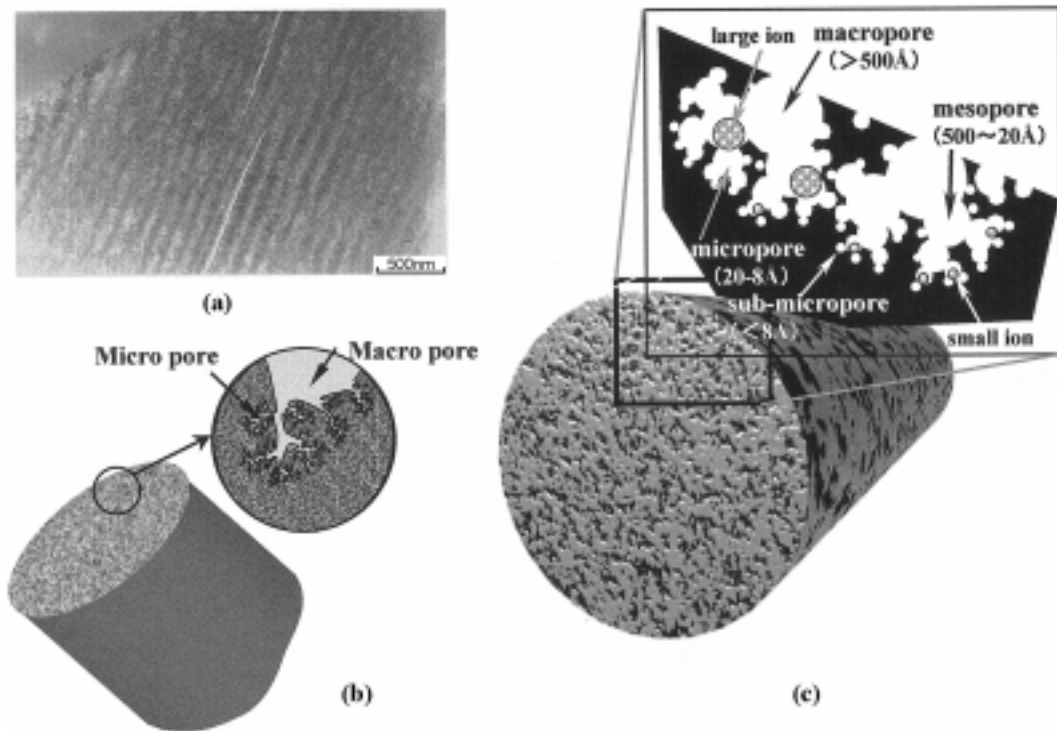 500nm
(a)
large ion
macropore
(>500Å)
mesopore
(500～20Å)
micropore
(20-8Å)
sub-micropore
(<8Å)
small ion
Micro pore
Macro pore
(b)
(c)